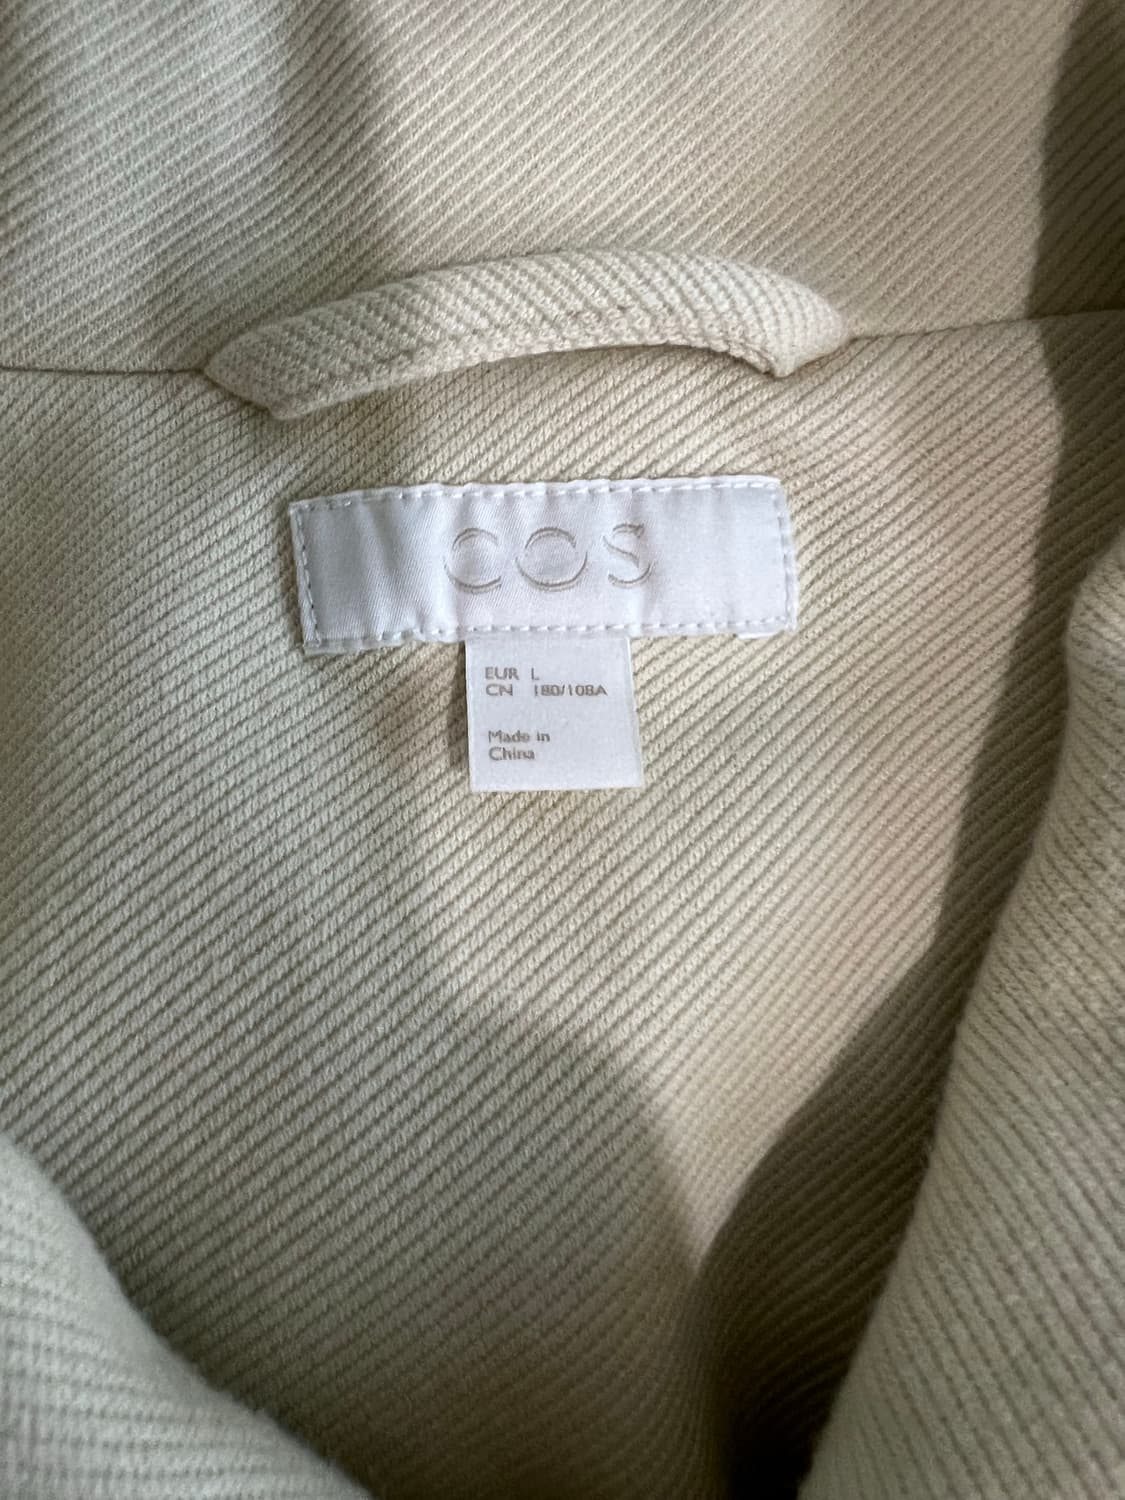 COS
EUR L
CN 180/108A
Made in
China